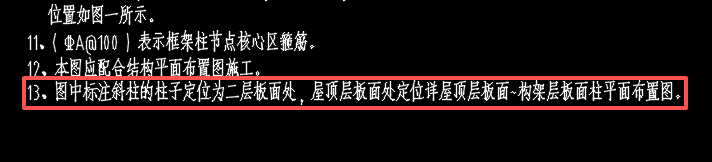 位置如图一所示。
11、(ΦA@100)表示框架柱节点核心区箍筋。
12、本图应配合结构平面布置图施工。
13、图中标注斜柱的柱子定位为二层板面处,屋顶层板面处定位详屋顶层板面~构架层板面柱平面布置图。